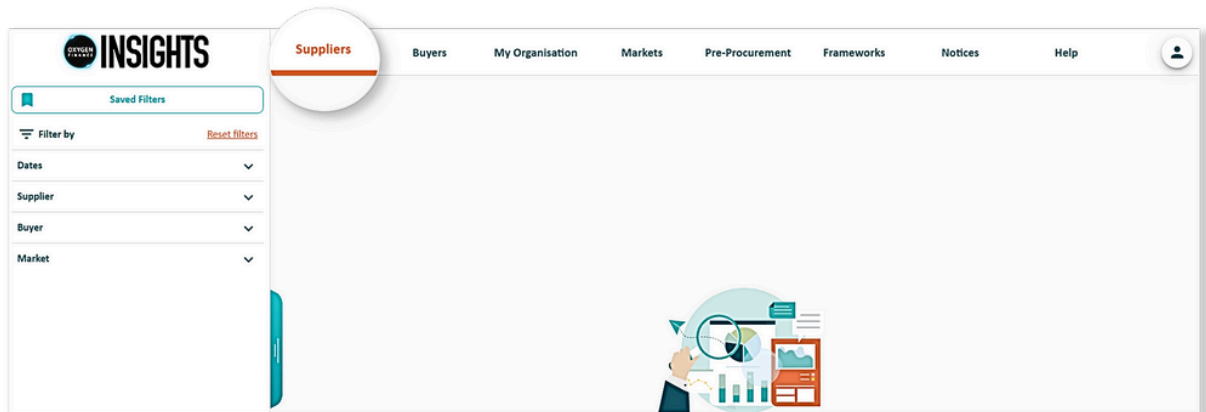 OXYGEN
FINANCE
INSIGHTS
Suppliers
Buyers
My Organisation
Markets
Pre-Procurement
Frameworks
Notices
Help
Saved Filters
Filter by
Reset filters
Dates
Supplier
Buyer
Market